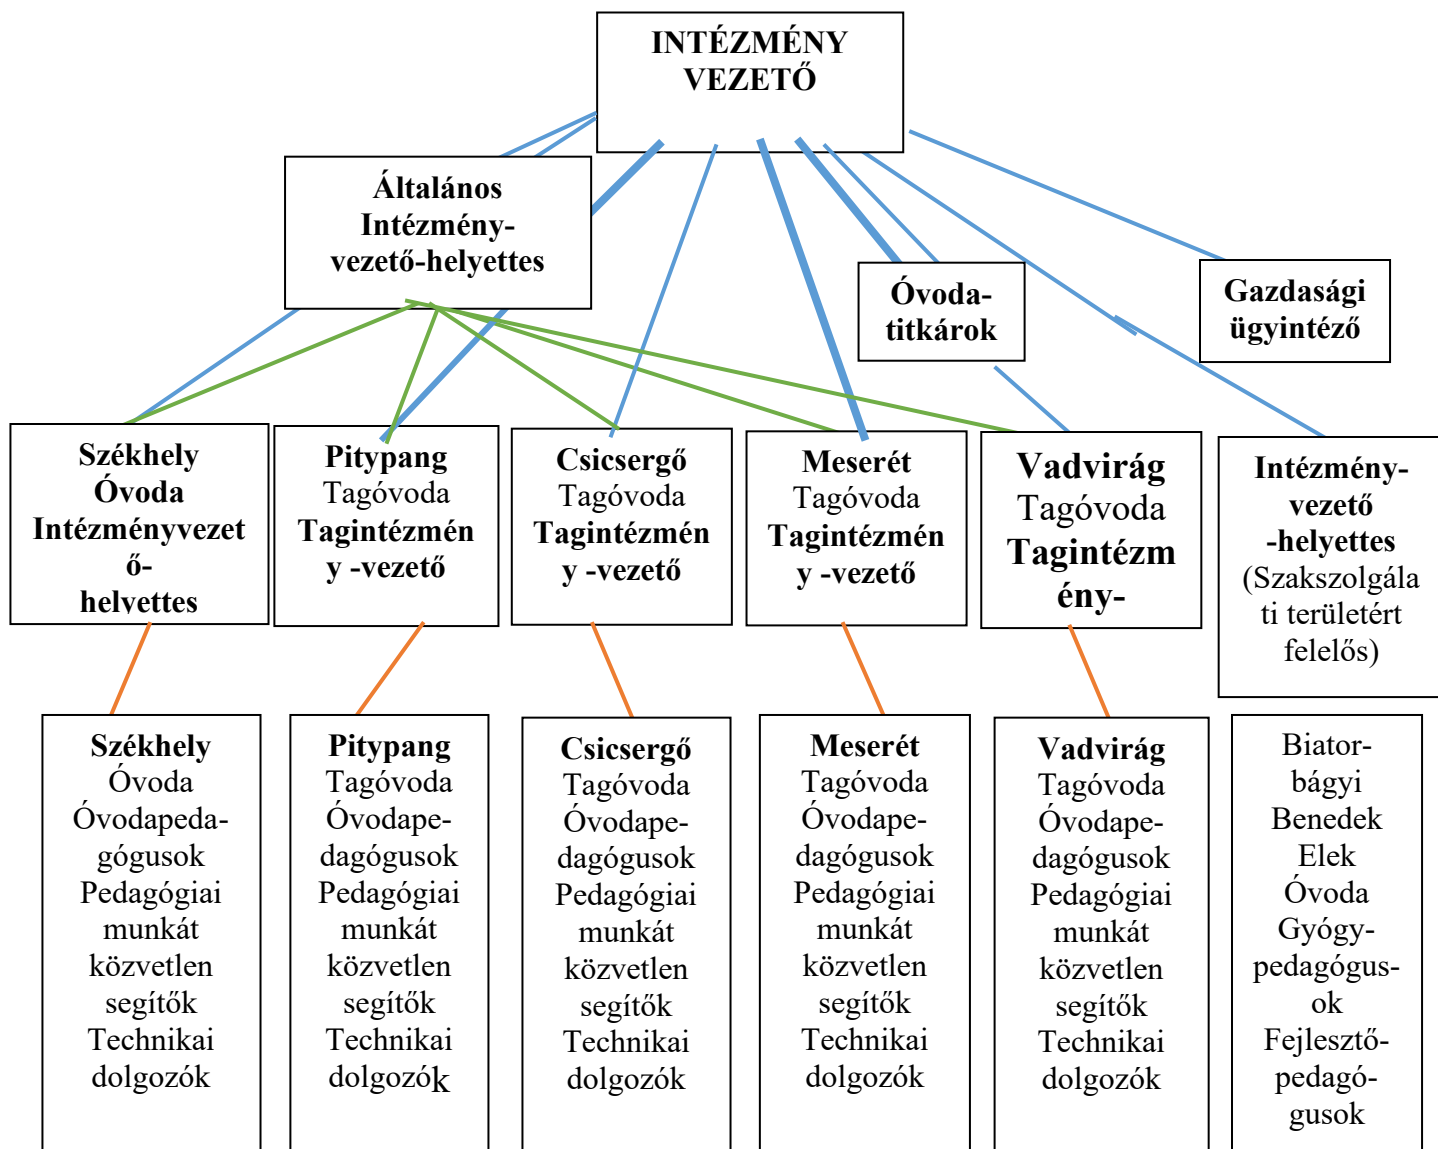 INTÉZMÉNY
VEZETŐ
Általános
Intézmény-
vezető-helyettes
Óvoda-
titkárok
Gazdasági
ügyintéző
Székhely
Óvoda
Intézményvezet
ő-
helyettes
Pitypang
Tagóvoda
Tagintézmén
y -vezető
Csicsergő
Tagóvoda
Tagintézmén
y -vezető
Meserét
Tagóvoda
Tagintézmén
y -vezető
Vadvirág
Tagóvoda
Tagintézm
ény-
Intézmény-
vezető
-helyettes
(Szakszolgála
ti területért
felelős)
Székhely
Óvoda
Óvodapeda-
gógusok
Pedagógiai
munkát
közvetlen
segítők
Technikai
dolgozók
Pitypang
Tagóvoda
Óvodape-
dagógusok
Pedagógiai
munkát
közvetlen
segítők
Technikai
dolgozók
Csicsergő
Tagóvoda
Óvodape-
dagógusok
Pedagógiai
munkát
közvetlen
segítők
Technikai
dolgozók
Meserét
Tagóvoda
Óvodape-
dagógusok
Pedagógiai
munkát
közvetlen
segítők
Technikai
dolgozók
Vadvirág
Tagóvoda
Óvodape-
dagógusok
Pedagógiai
munkát
közvetlen
segítők
Technikai
dolgozók
Biator-
bágyi
Benedek
Elek
Óvoda
Gyógy-
pedagógus-
ok
Fejlesztő-
pedagó-
gusok